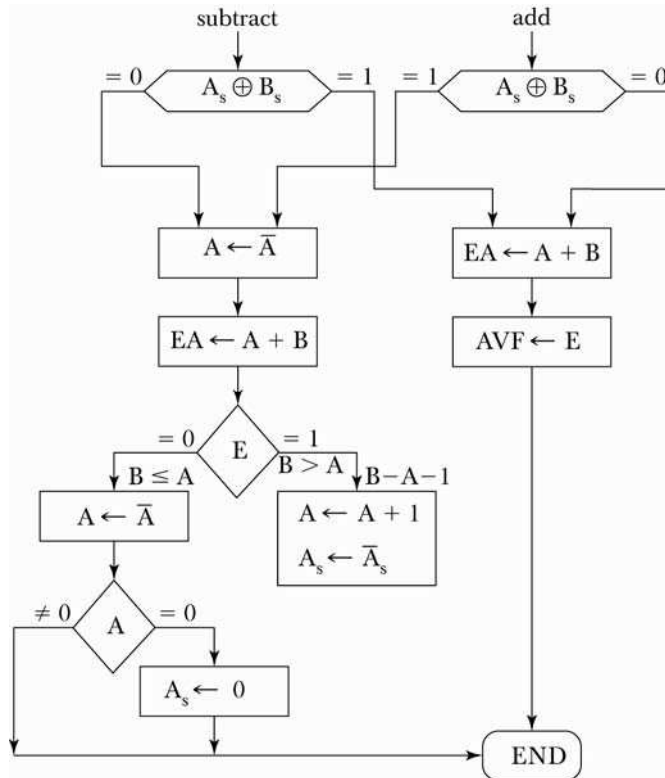 subtract
add
= 0
A_s ⊕ B_s
= 1
= 1
A_s ⊕ B_s
= 0
A ← A̅
EA ← A + B
EA ← A + B
AVF ← E
= 0
E
= 1
B ≤ A
B > A
B−A−1
A ← A̅
A ← A + 1
A_s ← A̅_s
≠ 0
A
= 0
A_s ← 0
END